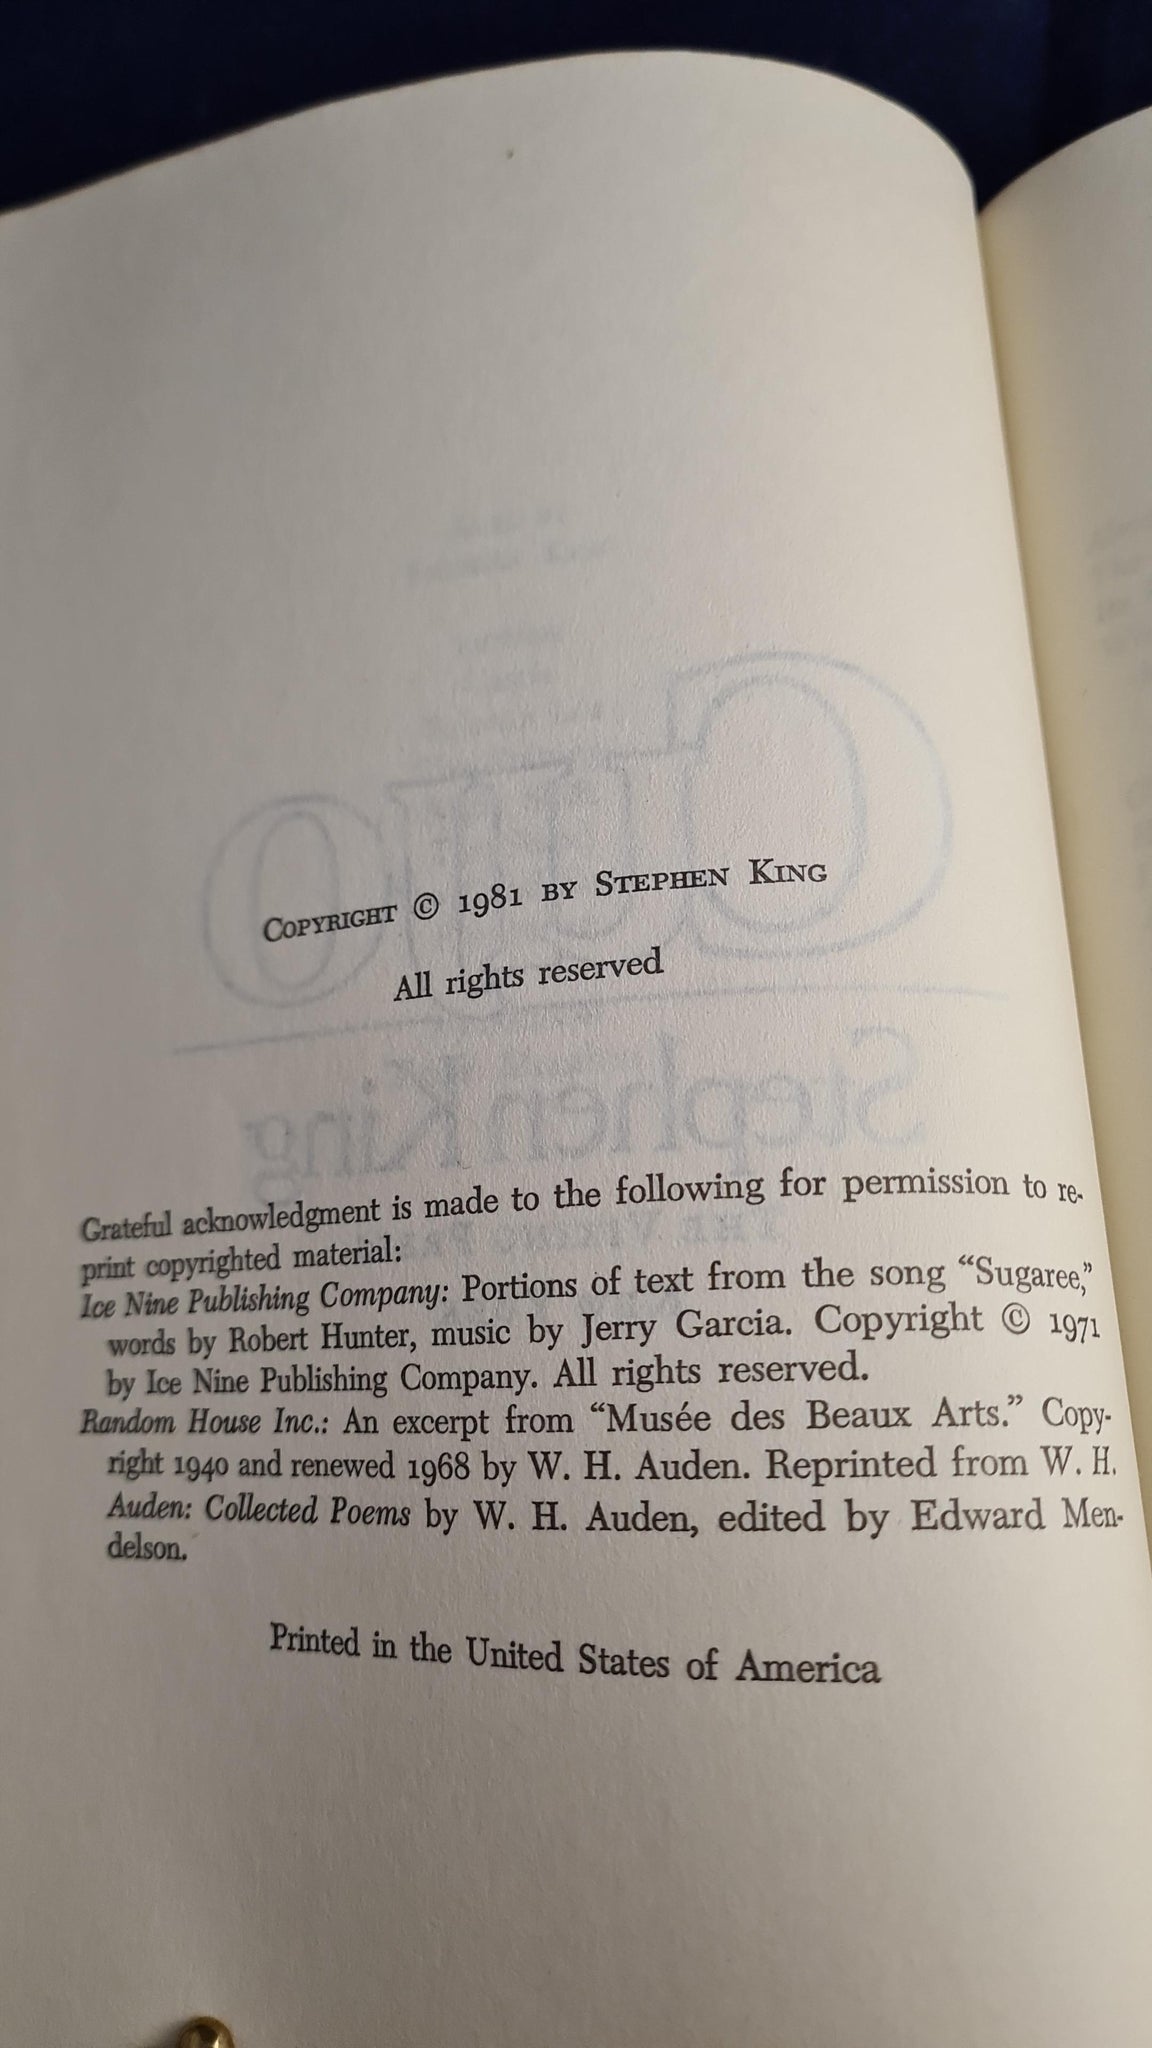 COPYRIGHT © 1981 BY STEPHEN KING
All rights reserved
Grateful acknowledgment is made to the following for permission to re-
print copyrighted material:
Ice Nine Publishing Company: Portions of text from the song “Sugaree,”
words by Robert Hunter, music by Jerry Garcia. Copyright © 1971
by Ice Nine Publishing Company. All rights reserved.
Random House Inc.: An excerpt from “Musée des Beaux Arts.” Copy-
right 1940 and renewed 1968 by W. H. Auden. Reprinted from W. H.
Auden: Collected Poems by W. H. Auden, edited by Edward Men-
delson.
Printed in the United States of America
CUJO
Stephen King